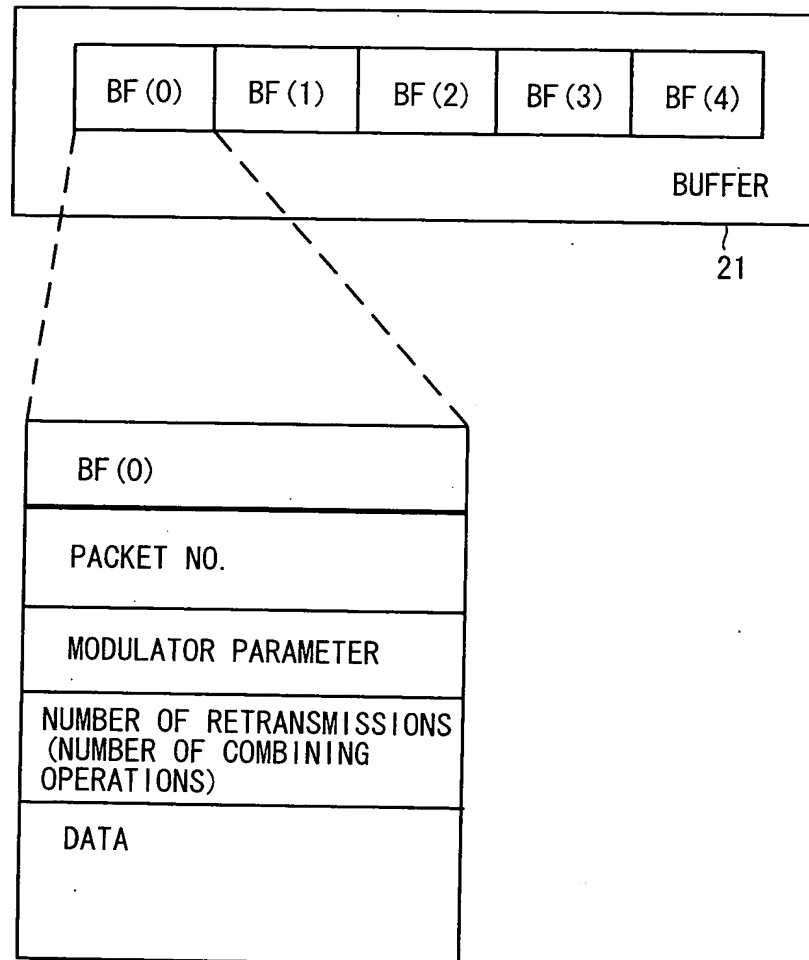 BF(0) BF(1) BF(2) BF(3) BF(4)
BUFFER
21
BF(0)
PACKET NO.
MODULATOR PARAMETER
NUMBER OF RETRANSMISSIONS
(NUMBER OF COMBINING
OPERATIONS)
DATA